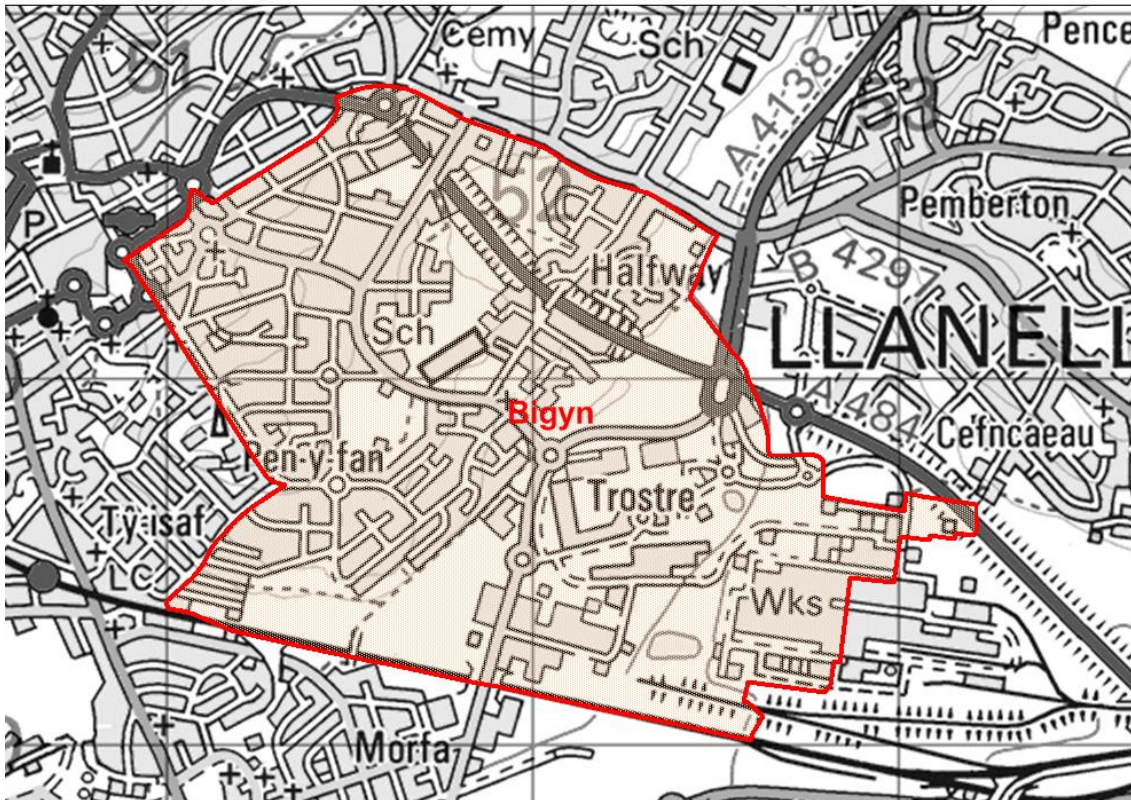 Cemy
Sch
Pence
51
A 4138
53
52
Pemberton
P
Halfway
B 4297
LLANELL
Sch
Bigyn
A 484
Cefncaeau
Pen-y-fan
Trostre
Ty-isaf
LC
Wks
Morfa